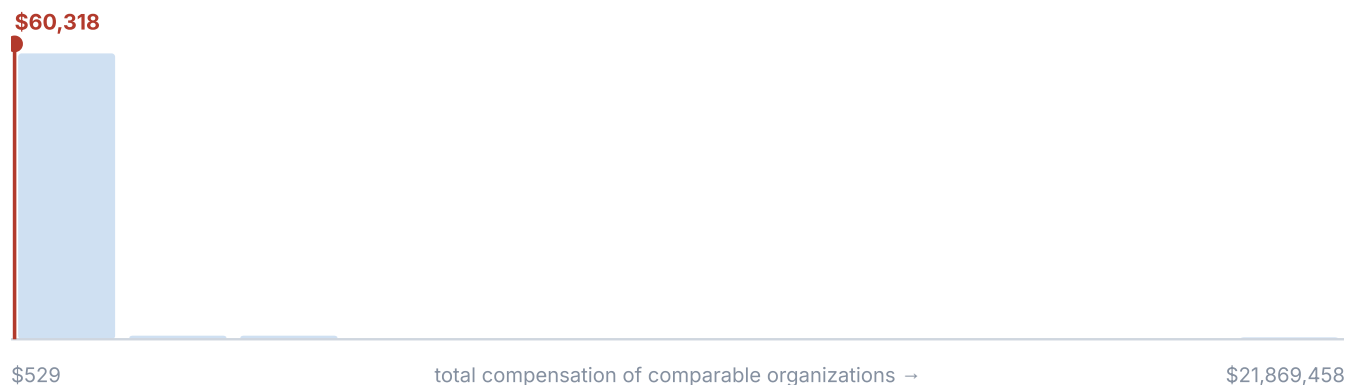 $60,318
$529 total compensation of comparable organizations → $21,869,458